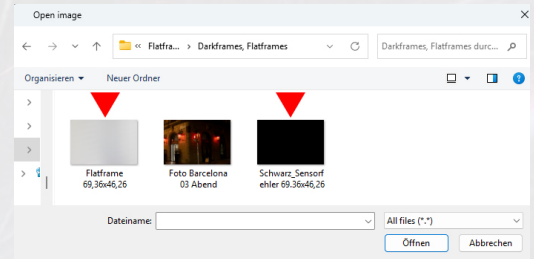 Open image
« Flatfra... > Darkframes, Flatframes
Darkframes, Flatframes durc...
Organisieren
Neuer Ordner
Flatframe
69,36x46,26
Foto Barcelona
03 Abend
Schwarz_Sensorf
ehler 69.36x46,26
Dateiname:
All files (*.*)
Öffnen
Abbrechen